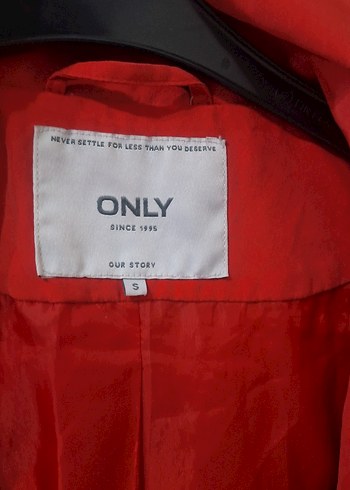 NEVER SETTLE FOR LESS THAN YOU DESERVE
ONLY
SINCE 1995
OUR STORY
S